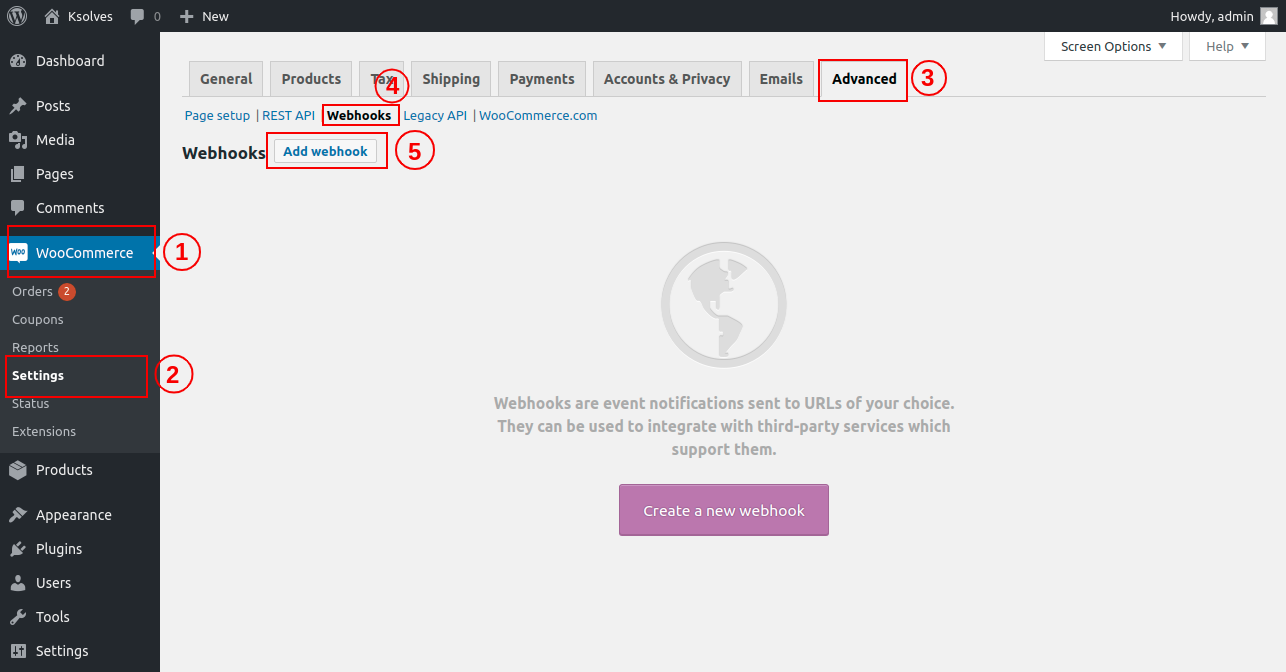 Ksolves 0 New Howdy, admin
Screen Options Help
Dashboard
Posts
Media
Pages
Comments
WooCommerce 1
woo
Orders 2
Coupons
Reports
Settings 2
Status
Extensions
Products
Appearance
Plugins
Users
Tools
Settings
General Products Tax Shipping Payments Accounts & Privacy Emails Advanced 3
4
Page setup | REST API Webhooks Legacy API | WooCommerce.com
Webhooks Add webhook 5
Webhooks are event notifications sent to URLs of your choice.
They can be used to integrate with third-party services which
support them.
Create a new webhook